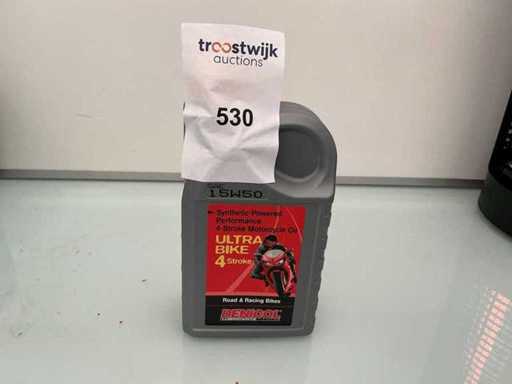 troostwijk
auctions
530
15W50
Synthetic Powered
Performance
4-Stroke Motorcycle Oil
ULTRA
BIKE
4 Stroke
Road & Racing Bikes
DENICOL